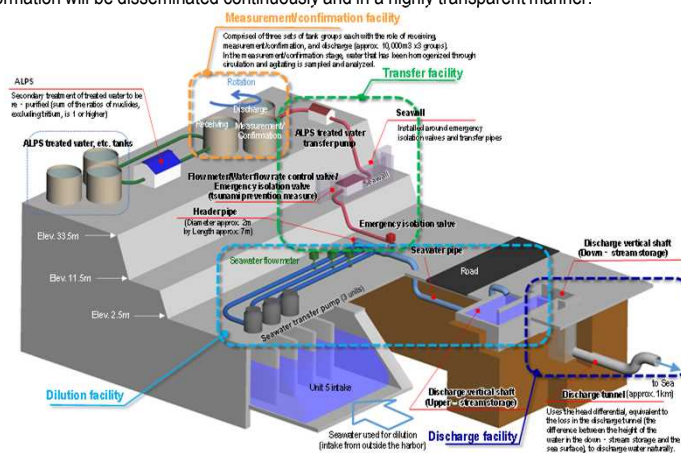 ormation will be disseminated continuously and in a highly transparent manner.
Measurement/confirmation facility
Comprised of three sets of tank groups each with the role of receiving,
measurement/confirmation, and discharge (approx. 10,000m3 x3 groups).
In the measurement/confirmation stage, water that has been homogenized through
circulation and agitating is sampled and analyzed.
ALPS
Secondary treatment of treated water to be
re - purified (sum of the ratios of nuclides,
excluding tritium, is 1 or higher)
Rotation
Discharge
Receiving
Measurement/
Confirmation
Transfer facility
ALPS treated water
transfer pump
Seawall
Installed around emergency
isolation valves and transfer pipes
ALPS treated water, etc. tanks
Flow meter/Water flow rate control valve/
Emergency isolation valve
(tsunami prevention measure)
Seawall
Header pipe
(Diameter approx. 2m
by Length approx. 7m)
Emergency isolation valve
Elev. 33.5m
Elev. 11.5m
Elev. 2.5m
Seawater flow meter
Seawater pipe
Road
Discharge vertical shaft
(Down - stream storage)
Seawater transfer pump (3 units)
Dilution facility
Unit 5 intake
Seawater used for dilution
(intake from outside the harbor)
Discharge vertical shaft
(Upper - stream storage)
Discharge facility
to Sea
Discharge tunnel (approx. 1km)
Uses the head differential, equivalent to
the loss in the discharge tunnel (the
difference between the height of the
water in the down - stream storage and the
sea surface), to discharge water naturally.